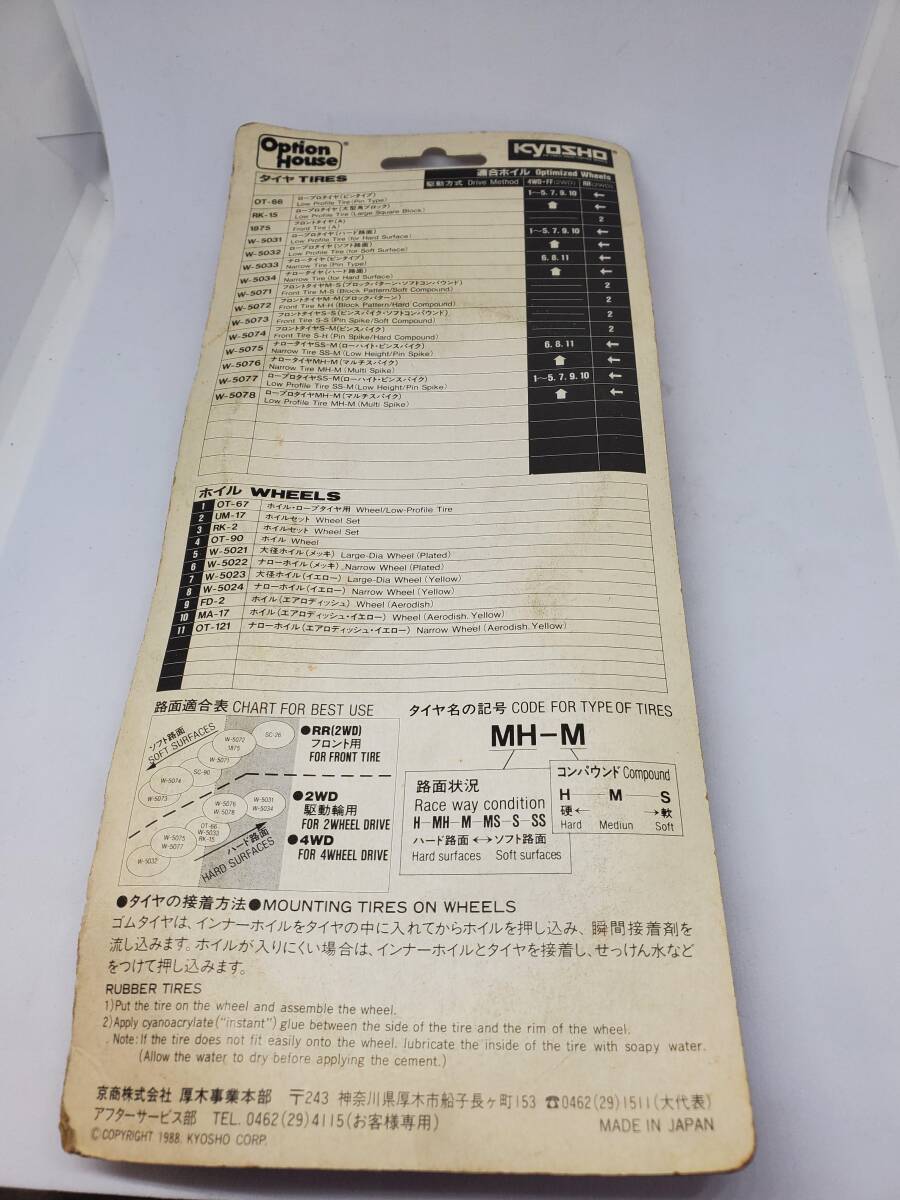 Option House
KYOSHO
タイヤ TIRES
適合ホイル Optimized Wheels
駆動方式 Drive Method 4WD・FF(2WD) RR(2WD)
OT-66 ロープロタイヤ(ピンタイプ) 1〜5. 7. 9. 10 ←
Low Profile Tire (Pin Type)
RK-15 ロープロタイヤ(大型角ブロック) ⇧ ←
Low Profile Tire (Large Square Block)
1875 フロントタイヤ(A) 2
Front Tire (A)
W-5031 ロープロタイヤ(ハード路面) 1〜5. 7. 9. 10 ←
Low Profile Tire (for Hard Surface)
W-5032 ロープロタイヤ(ソフト路面) ⇧ ←
Low Profile Tire (for Soft Surface)
W-5033 ナロータイヤ(ピンタイプ) 6. 8. 11 ←
Narrow Tire (Pin Type)
W-5034 ナロータイヤ(ハード路面) ⇧ ←
Narrow Tire (for Hard Surface)
W-5071 フロントタイヤM-S(ブロックパターン・ソフトコンパウンド) 2
Front Tire M-S (Block Pattern/Soft Compound)
W-5072 フロントタイヤM-M(ブロックパターン) 2
Front Tire M-H (Block Pattern/Hard Compound)
W-5073 フロントタイヤS-S(ピンスパイク・ソフトコンパウンド) 2
Front Tire S-S (Pin Spike/Soft Compound)
W-5074 フロントタイヤS-M(ピンスパイク) 2
Front Tire S-H (Pin Spike/Hard Compound)
W-5075 ナロータイヤSS-M(ローハイト・ピンスパイク) 6. 8. 11 ←
Narrow Tire SS-M (Low Height/Pin Spike)
W-5076 ナロータイヤMH-M(マルチスパイク) ⇧ ←
Narrow Tire MH-M (Multi Spike)
W-5077 ロープロタイヤSS-M(ローハイト・ピンスパイク) 1〜5. 7. 9. 10 ←
Low Profile Tire SS-M (Low Height/Pin Spike)
W-5078 ロープロタイヤMH-M(マルチスパイク) ⇧ ←
Low Profile Tire MH-M (Multi Spike)
ホイル WHEELS
1 OT-67 ホイル・ロープロタイヤ用 Wheel/Low-Profile Tire
2 UM-17 ホイルセット Wheel Set
3 RK-2 ホイルセット Wheel Set
4 OT-90 ホイル Wheel
5 W-5021 大径ホイル(メッキ) Large-Dia Wheel (Plated)
6 W-5022 ナローホイル(メッキ) Narrow Wheel (Plated)
7 W-5023 大径ホイル(イエロー) Large-Dia Wheel (Yellow)
8 W-5024 ナローホイル(イエロー) Narrow Wheel (Yellow)
9 FD-2 ホイル(エアロディッシュ) Wheel (Aerodish)
10 MA-17 ホイル(エアロディッシュ・イエロー) Wheel (Aerodish. Yellow)
11 OT-121 ナローホイル(エアロディッシュ・イエロー) Narrow Wheel (Aerodish. Yellow)
路面適合表 CHART FOR BEST USE
ソフト路面
SOFT SURFACES
W-5072
1875
SC-26
W-5071
SC-90
W-5074
W-5073
W-5076
W-5078
W-5031
W-5034
OT-66
W-5033
RK-15
W-5075
W-5077
W-5032
ハード路面
HARD SURFACES
●RR(2WD)
フロント用
FOR FRONT TIRE
●2WD
駆動輪用
FOR 2WHEEL DRIVE
●4WD
FOR 4WHEEL DRIVE
タイヤ名の記号 CODE FOR TYPE OF TIRES
MH-M
路面状況
Race way condition
H-MH-M-MS-S-SS
ハード路面 ↔ ソフト路面
Hard surfaces Soft surfaces
コンパウンド Compound
H M S
硬← →軟
Hard Mediun Soft
●タイヤの接着方法●MOUNTING TIRES ON WHEELS
ゴムタイヤは、インナーホイルをタイヤの中に入れてからホイルを押し込み、瞬間接着剤を
流し込みます。ホイルが入りにくい場合は、インナーホイルとタイヤを接着し、せっけん水など
をつけて押し込みます。
RUBBER TIRES
1)Put the tire on the wheel and assemble the wheel.
2)Apply cyanoacrylate ("instant") glue between the side of the tire and the rim of the wheel.
Note: If the tire does not fit easily onto the wheel. lubricate the inside of the tire with soapy water.
(Allow the water to dry before applying the cement.)
京商株式会社 厚木事業本部 〒243 神奈川県厚木市船子長ヶ町153 ☎0462(29)1511(大代表)
アフターサービス部 TEL. 0462(29)4115(お客様専用) MADE IN JAPAN
©COPYRIGHT 1988. KYOSHO CORP.